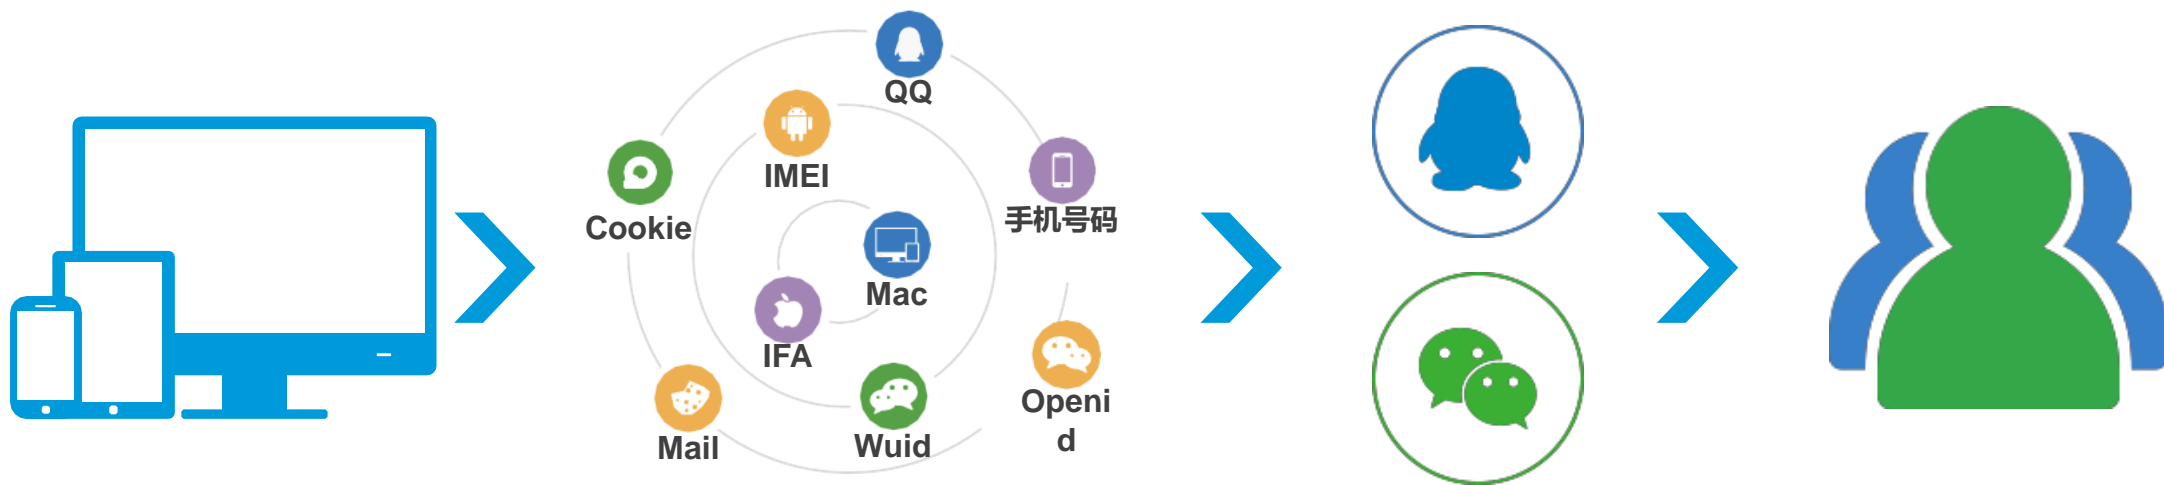 QQ
IMEI
Cookie
手机号码
Mac
IFA
Openi
d
Mail
Wuid